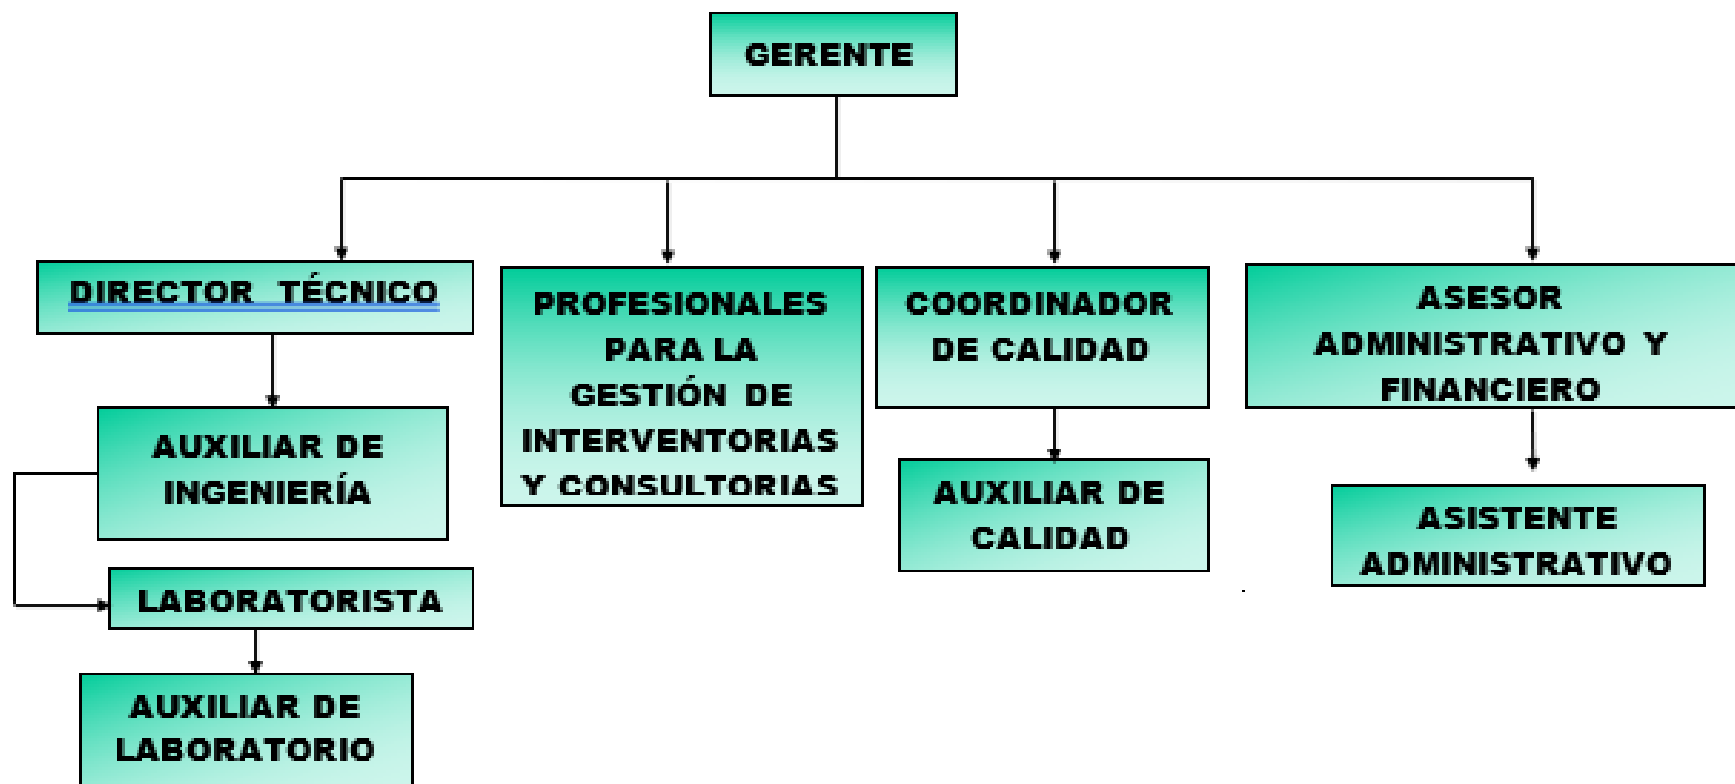 GERENTE
DIRECTOR TÉCNICO
AUXILIAR DE
INGENIERÍA
LABORATORISTA
AUXILIAR DE
LABORATORIO
PROFESIONALES
PARA LA
GESTIÓN DE
INTERVENTORIAS
Y CONSULTORIAS
COORDINADOR
DE CALIDAD
AUXILIAR DE
CALIDAD
ASESOR
ADMINISTRATIVO Y
FINANCIERO
ASISTENTE
ADMINISTRATIVO